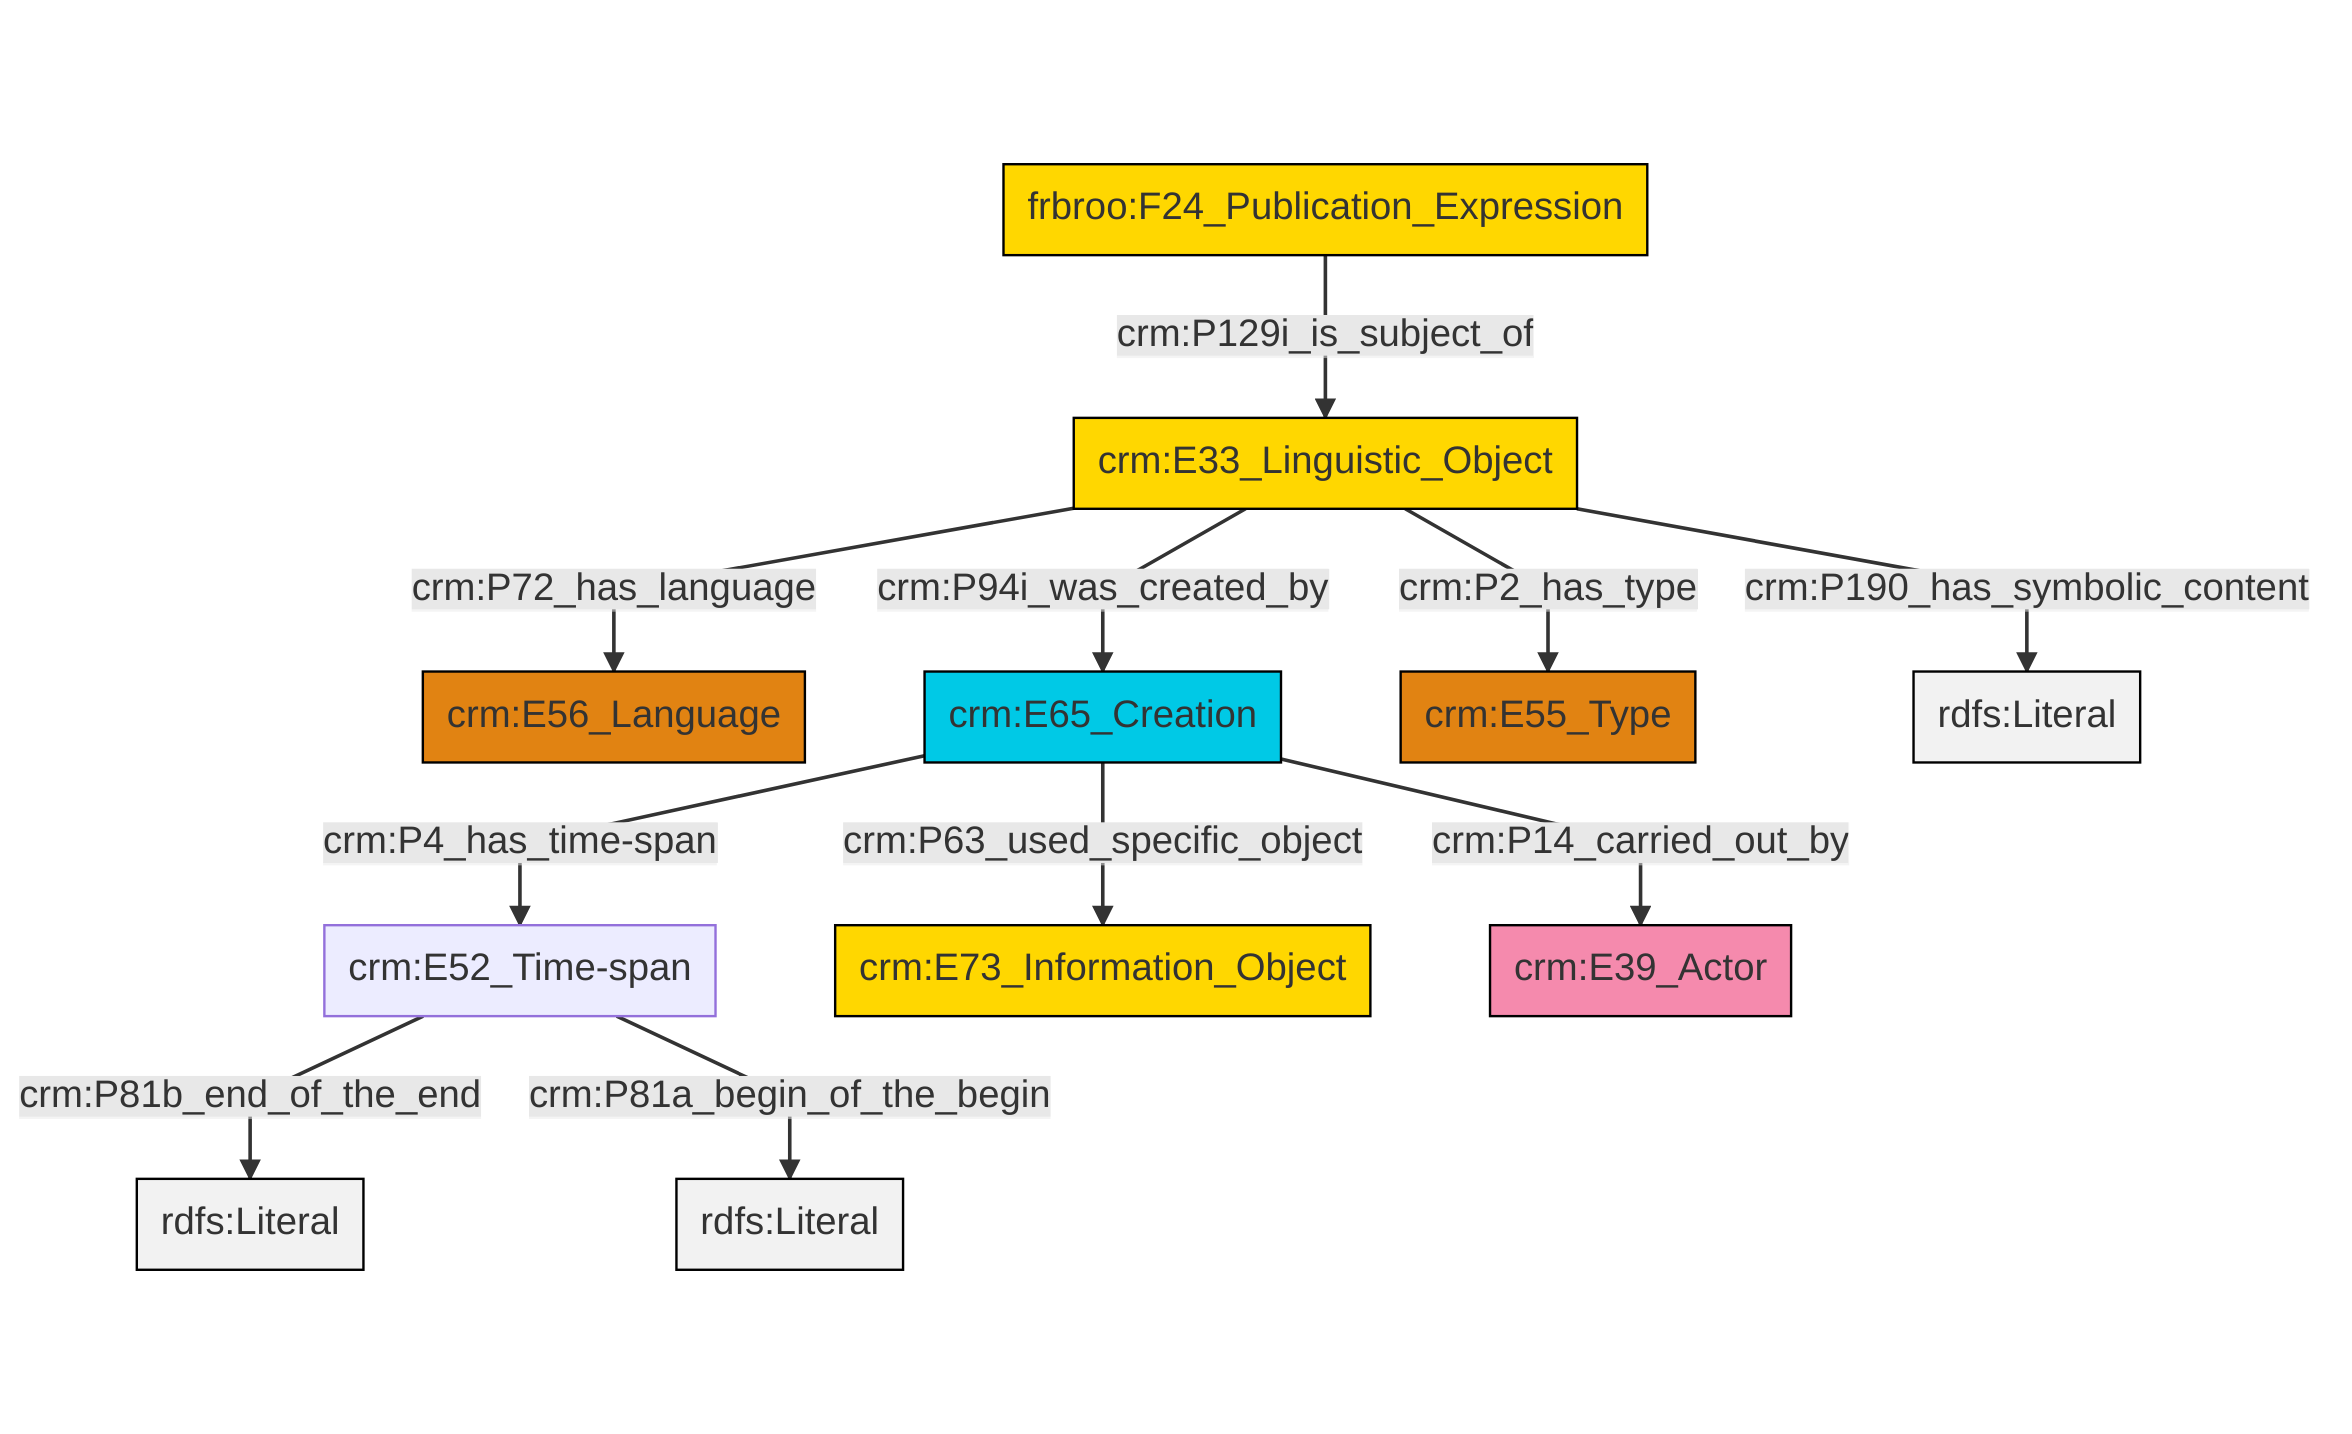 frbroo:F24_Publication_Expression
crm:P129i_is_subject_of
crm:E33_Linguistic_Object
crm:P72_has_language
crm:P94i_was_created_by
crm:P2_has_type
crm:P190_has_symbolic_content
crm:E56_Language
crm:E65_Creation
crm:E55_Type
rdfs:Literal
crm:P4_has_time-span
crm:P63_used_specific_object
crm:P14_carried_out_by
crm:E52_Time-span
crm:E73_Information_Object
crm:E39_Actor
crm:P81b_end_of_the_end
crm:P81a_begin_of_the_begin
rdfs:Literal
rdfs:Literal